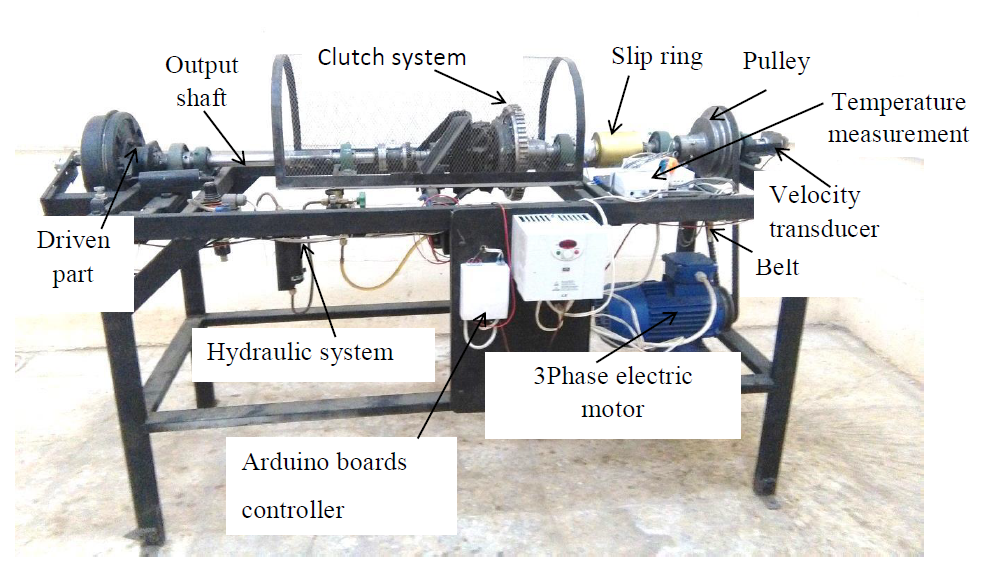 Output
shaft
Clutch system
Slip ring
Pulley
Temperature
measurement
Velocity
transducer
Belt
Driven
part
Hydraulic system
3Phase electric
motor
Arduino boards
controller